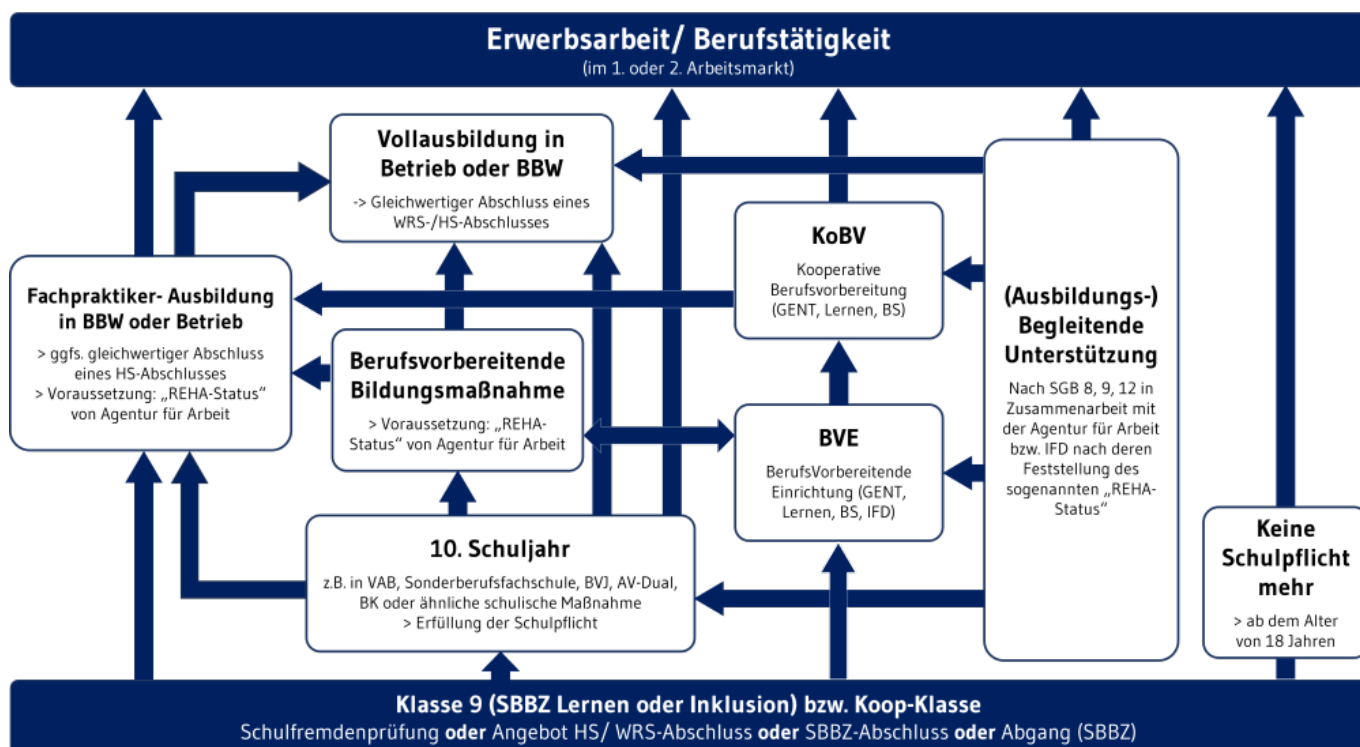 Erwerbsarbeit/ Berufstätigkeit
(im 1. oder 2. Arbeitsmarkt)
Vollausbildung in
Betrieb oder BBW
-> Gleichwertiger Abschluss eines
WRS-/HS-Abschlusses
Fachpraktiker- Ausbildung
in BBW oder Betrieb
> ggfs. gleichwertiger Abschluss
eines HS-Abschlusses
> Voraussetzung: „REHA-Status“
von Agentur für Arbeit
Berufsvorbereitende
Bildungsmaßnahme
> Voraussetzung: „REHA-
Status“ von Agentur für Arbeit
KoBV
Kooperative
Berufsvorbereitung
(GENT, Lernen, BS)
BVE
BerufsVorbereitende
Einrichtung (GENT,
Lernen, BS, IFD)
(Ausbildungs-)
Begleitende
Unterstützung
Nach SGB 8, 9, 12 in
Zusammenarbeit mit
der Agentur für Arbeit
bzw. IFD nach deren
Feststellung des
sogenannten „REHA-
Status“
10. Schuljahr
z.B. in VAB, Sonderberufsfachschule, BVJ, AV-Dual,
BK oder ähnliche schulische Maßnahme
> Erfüllung der Schulpflicht
Keine
Schulpflicht
mehr
> ab dem Alter
von 18 Jahren
Klasse 9 (SBBZ Lernen oder Inklusion) bzw. Koop-Klasse
Schulfremdenprüfung oder Angebot HS/ WRS-Abschluss oder SBBZ-Abschluss oder Abgang (SBBZ)